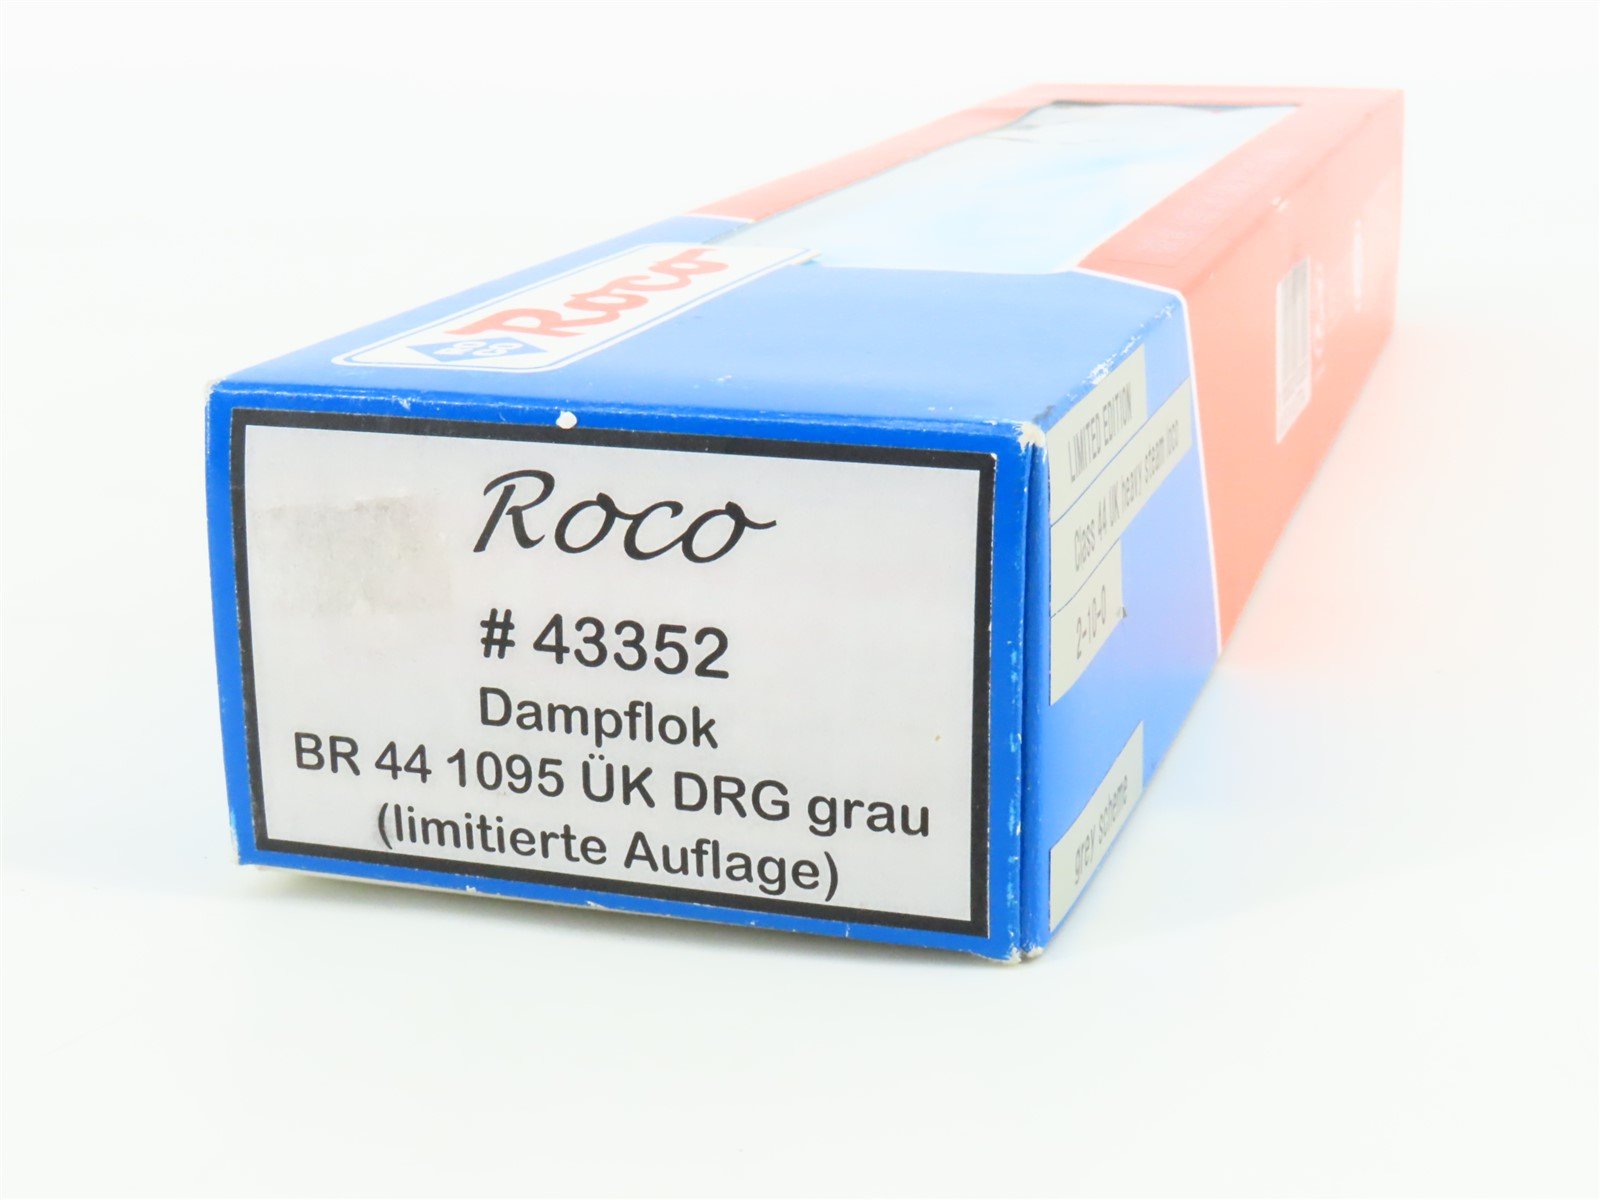 Roco
Roco
# 43352
Dampflok
BR 44 1095 ÜK DRG grau
(limitierte Auflage)
LIMITED EDITION
Class 44 UK heavy steam loco
2-10-0
grey scheme